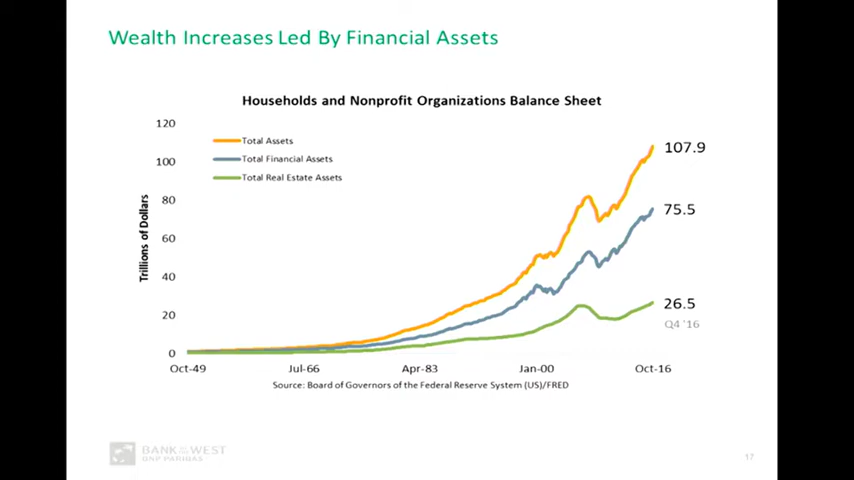 Wealth Increases Led By Financial Assets
Households and Nonprofit Organizations Balance Sheet
120
100
80
60
40
20
0
Trillions of Dollars
Total Assets
Total Financial Assets
Total Real Estate Assets
107.9
75.5
26.5
Q4 '16
Oct-49 Jul-66 Apr-83 Jan-00 Oct-16
Source: Board of Governors of the Federal Reserve System (US)/FRED
BANK OF THE WEST
BNP PARIBAS
17